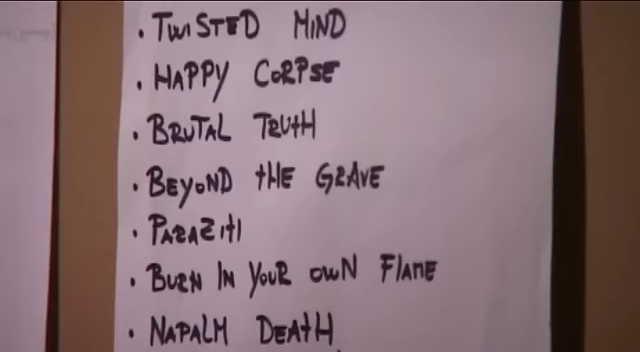 • TWISTED MIND
• HAPPY CORPSE
• BRUTAL TRUTH
• BEYOND THE GRAVE
• PARAZITI
• BURN IN YOUR OWN FLAME
• NAPALM DEATH